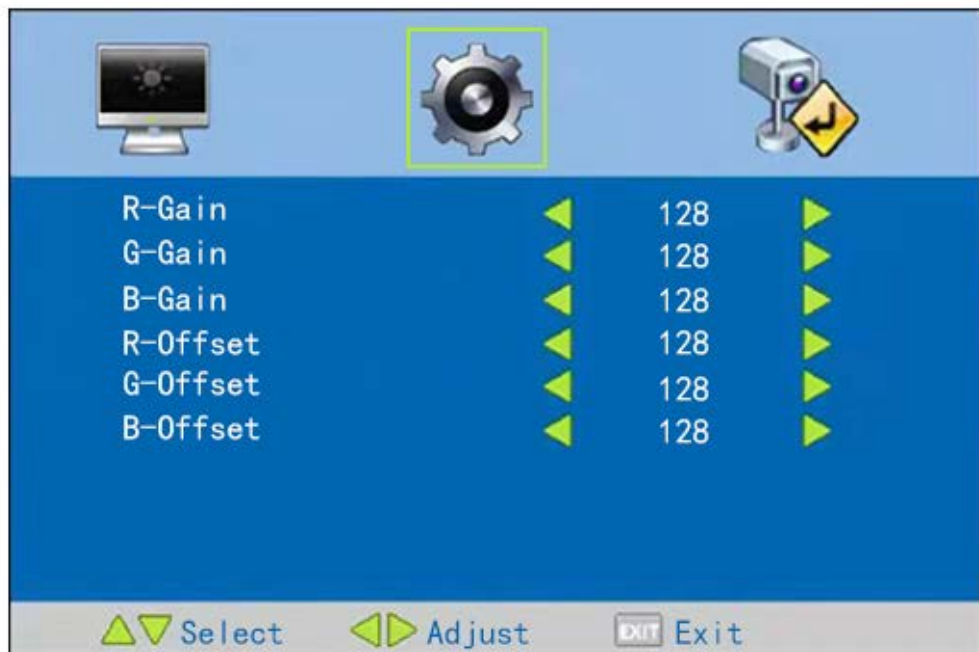 R-Gain 128
G-Gain 128
B-Gain 128
R-Offset 128
G-Offset 128
B-Offset 128
Select Adjust EXIT Exit